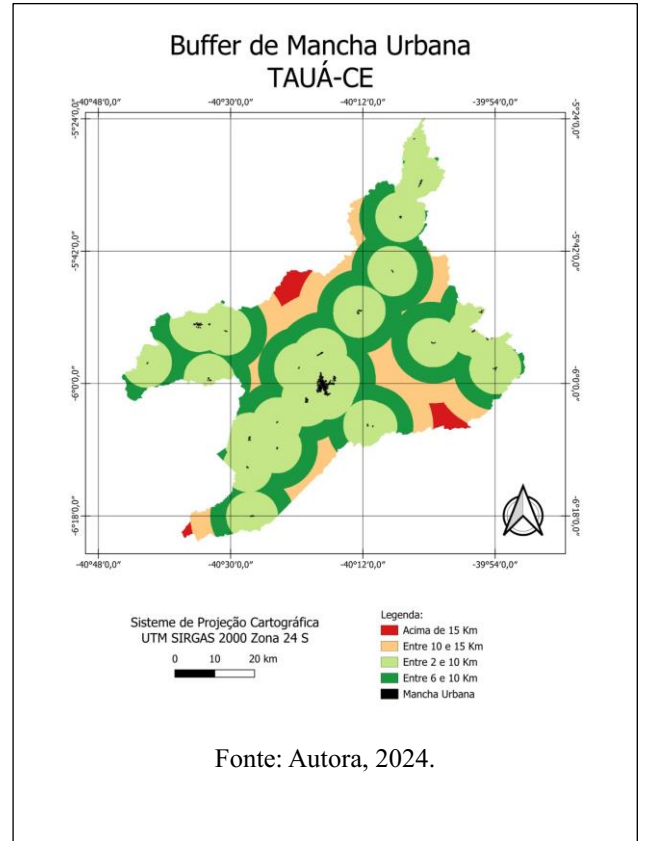 Buffer de Mancha Urbana
TAUÁ-CE
-40°48'0,0" -40°30'0,0" -40°12'0,0" -39°54'0,0"
-5°24'0,0" -5°24'0,0"
-5°42'0,0" -5°42'0,0"
-6°0'0,0" -6°0'0,0"
-6°18'0,0" -6°18'0,0"
-40°48'0,0" -40°30'0,0" -40°12'0,0" -39°54'0,0"
Sisteme de Projeção Cartográfica
UTM SIRGAS 2000 Zona 24 S
0 10 20 km
Legenda:
Acima de 15 Km
Entre 10 e 15 Km
Entre 2 e 10 Km
Entre 6 e 10 Km
Mancha Urbana
Fonte: Autora, 2024.